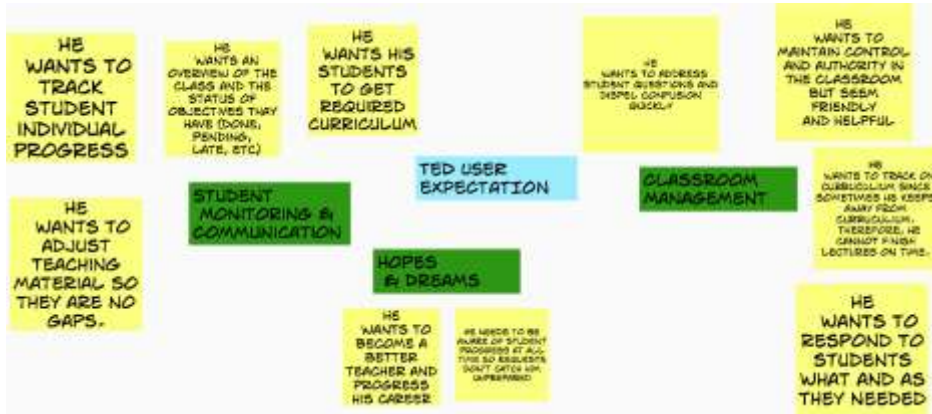 HE
WANTS TO
TRACK
STUDENT
INDIVIDUAL
PROGRESS
HE
WANTS AN
OVERVIEW OF THE
CLASS AND THE
STATUS OF
OBJECTIVES THEY
HAVE (DONE,
PENDING,
LATE, ETC)
HE
WANTS HIS
STUDENTS
TO GET
REQUIRED
CURRICULUM
HE
WANTS TO ADDRESS
STUDENT QUESTIONS AND
DISPEL CONFUSION
QUICKLY
HE
WANTS TO
MAINTAIN CONTROL
AND AUTHORITY IN
THE CLASSROOM
BUT SEEM
FRIENDLY
AND HELPFUL
TED USER
EXPECTATION
STUDENT
MONITORING &
COMMUNICATION
CLASSROOM
MANAGEMENT
HE
WANTS TO TRACK ON
SINCE
SOMETIMES HE KEEPS
AWAY FROM
THEREFORE, HE
CANNOT FINISH
LECTURES ON TIME.
HE
WANTS TO
ADJUST
TEACHING
MATERIAL SO
THEY ARE NO
GAPS.
HOPES
& DREAMS
HE
WANTS TO
BECOME A
BETTER
TEACHER AND
PROGRESS
HIS CAREER
HE NEEDS TO BE
AWARE OF STUDENT
PROGRESS AT ALL
TIME SO REQUESTS
DON'T CATCH HIM
UNPREPARED
HE
WANTS TO
RESPOND TO
STUDENTS
WHAT AND AS
THEY NEEDED